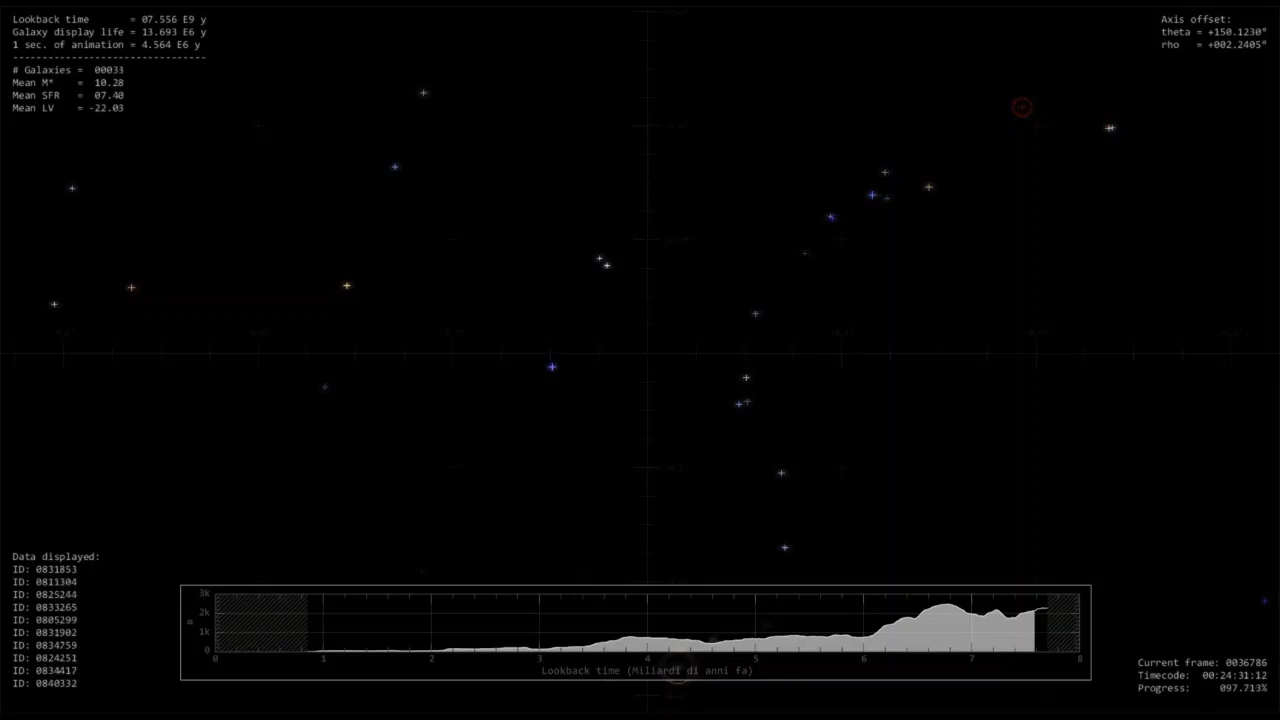 Lookback time = 07.556 E9 y
Galaxy display life = 13.693 E6 y
1 sec. of animation = 4.564 E6 y
-------------------------------
# Galaxies = 00033
Mean M* = 10.28
Mean SFR = 07.40
Mean LV = -22.03
Axis offset:
theta = +150.1230°
rho = +002.2405°
Data displayed:
ID: 0831853
ID: 0811304
ID: 0825244
ID: 0833265
ID: 0805299
ID: 0831902
ID: 0834759
ID: 0824251
ID: 0834417
ID: 0840332
3k
2k
1k
0
#
0 1 2 3 4 5 6 7 8
Lookback time (Miliardi di anni fa)
Current frame: 0036786
Timecode: 00:24:31:12
Progress: 097.713%